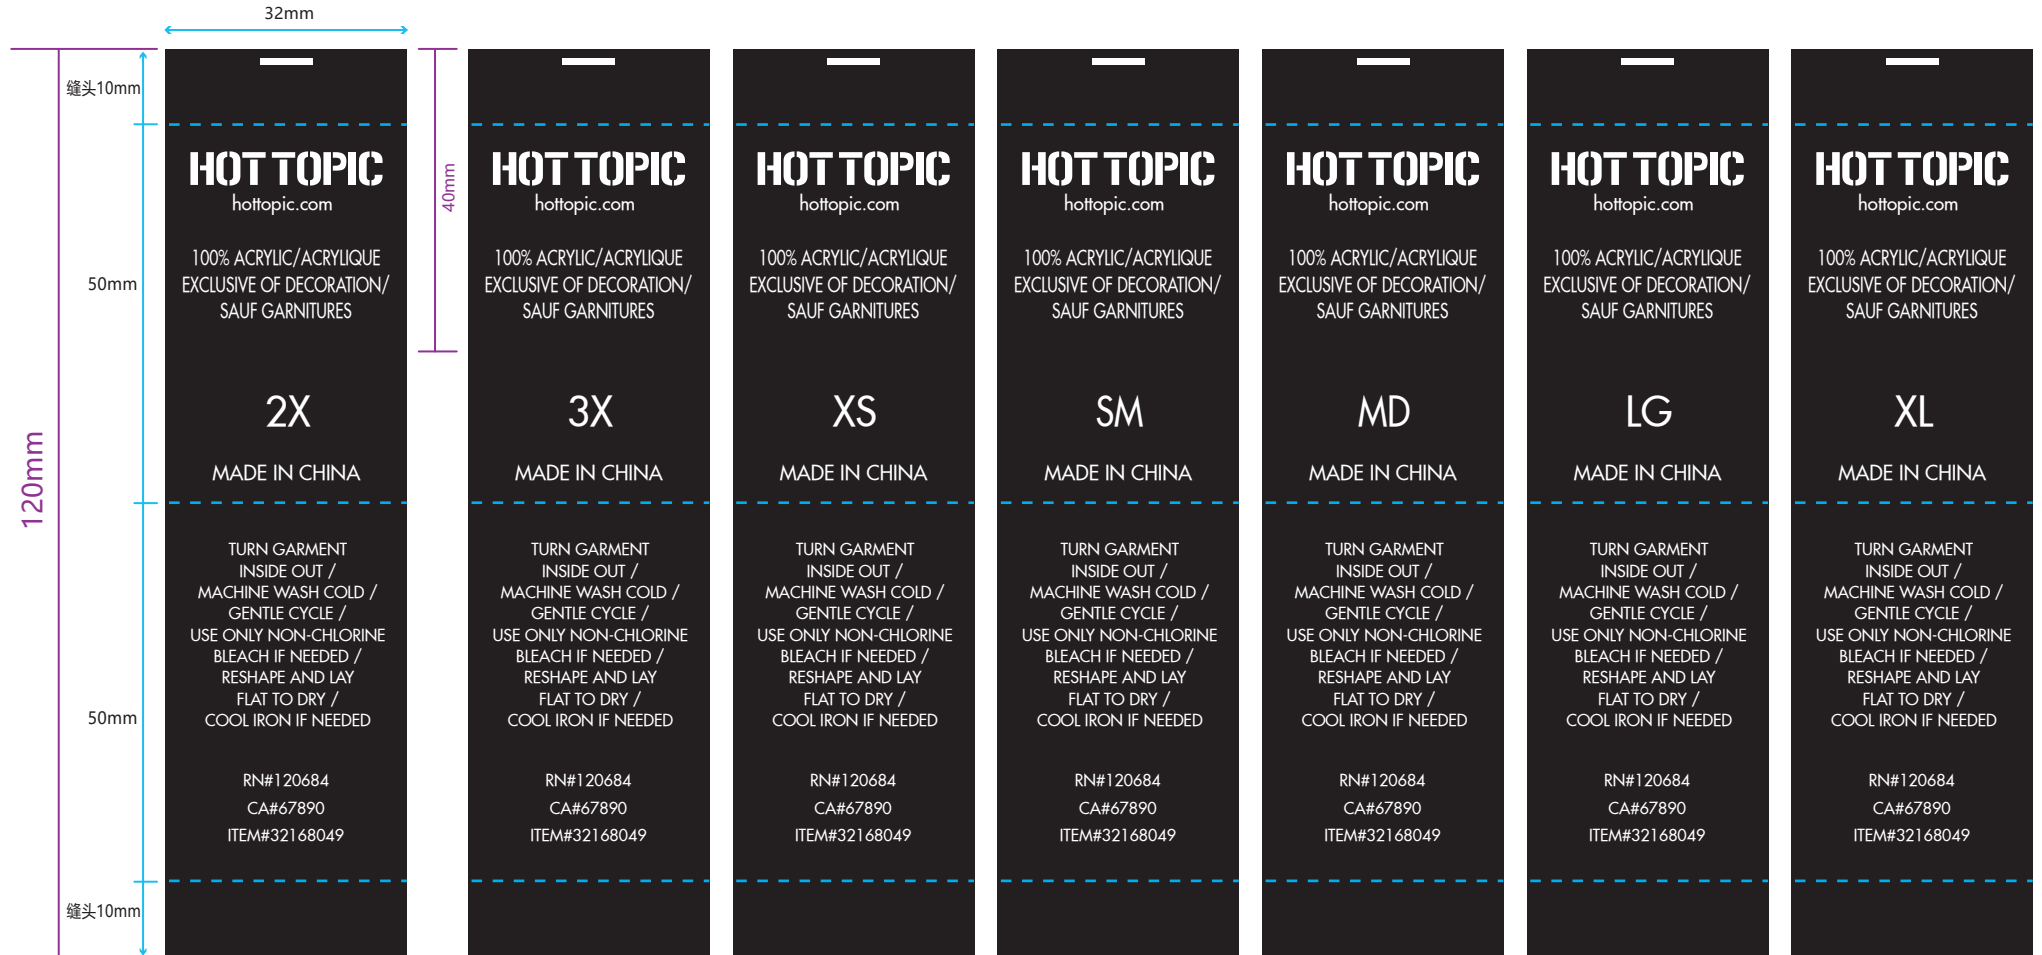 32mm
缝头10mm
50mm
120mm
50mm
缝头10mm
40mm
HOT TOPIC
hottopic.com
100% ACRYLIC/ACRYLIQUE
EXCLUSIVE OF DECORATION/
SAUF GARNITURES
2X
MADE IN CHINA
TURN GARMENT
INSIDE OUT /
MACHINE WASH COLD /
GENTLE CYCLE /
USE ONLY NON-CHLORINE
BLEACH IF NEEDED /
RESHAPE AND LAY
FLAT TO DRY /
COOL IRON IF NEEDED
RN#120684
CA#67890
ITEM#32168049
HOT TOPIC
hottopic.com
100% ACRYLIC/ACRYLIQUE
EXCLUSIVE OF DECORATION/
SAUF GARNITURES
3X
MADE IN CHINA
TURN GARMENT
INSIDE OUT /
MACHINE WASH COLD /
GENTLE CYCLE /
USE ONLY NON-CHLORINE
BLEACH IF NEEDED /
RESHAPE AND LAY
FLAT TO DRY /
COOL IRON IF NEEDED
RN#120684
CA#67890
ITEM#32168049
HOT TOPIC
hottopic.com
100% ACRYLIC/ACRYLIQUE
EXCLUSIVE OF DECORATION/
SAUF GARNITURES
XS
MADE IN CHINA
TURN GARMENT
INSIDE OUT /
MACHINE WASH COLD /
GENTLE CYCLE /
USE ONLY NON-CHLORINE
BLEACH IF NEEDED /
RESHAPE AND LAY
FLAT TO DRY /
COOL IRON IF NEEDED
RN#120684
CA#67890
ITEM#32168049
HOT TOPIC
hottopic.com
100% ACRYLIC/ACRYLIQUE
EXCLUSIVE OF DECORATION/
SAUF GARNITURES
SM
MADE IN CHINA
TURN GARMENT
INSIDE OUT /
MACHINE WASH COLD /
GENTLE CYCLE /
USE ONLY NON-CHLORINE
BLEACH IF NEEDED /
RESHAPE AND LAY
FLAT TO DRY /
COOL IRON IF NEEDED
RN#120684
CA#67890
ITEM#32168049
HOT TOPIC
hottopic.com
100% ACRYLIC/ACRYLIQUE
EXCLUSIVE OF DECORATION/
SAUF GARNITURES
MD
MADE IN CHINA
TURN GARMENT
INSIDE OUT /
MACHINE WASH COLD /
GENTLE CYCLE /
USE ONLY NON-CHLORINE
BLEACH IF NEEDED /
RESHAPE AND LAY
FLAT TO DRY /
COOL IRON IF NEEDED
RN#120684
CA#67890
ITEM#32168049
HOT TOPIC
hottopic.com
100% ACRYLIC/ACRYLIQUE
EXCLUSIVE OF DECORATION/
SAUF GARNITURES
LG
MADE IN CHINA
TURN GARMENT
INSIDE OUT /
MACHINE WASH COLD /
GENTLE CYCLE /
USE ONLY NON-CHLORINE
BLEACH IF NEEDED /
RESHAPE AND LAY
FLAT TO DRY /
COOL IRON IF NEEDED
RN#120684
CA#67890
ITEM#32168049
HOT TOPIC
hottopic.com
100% ACRYLIC/ACRYLIQUE
EXCLUSIVE OF DECORATION/
SAUF GARNITURES
XL
MADE IN CHINA
TURN GARMENT
INSIDE OUT /
MACHINE WASH COLD /
GENTLE CYCLE /
USE ONLY NON-CHLORINE
BLEACH IF NEEDED /
RESHAPE AND LAY
FLAT TO DRY /
COOL IRON IF NEEDED
RN#120684
CA#67890
ITEM#32168049